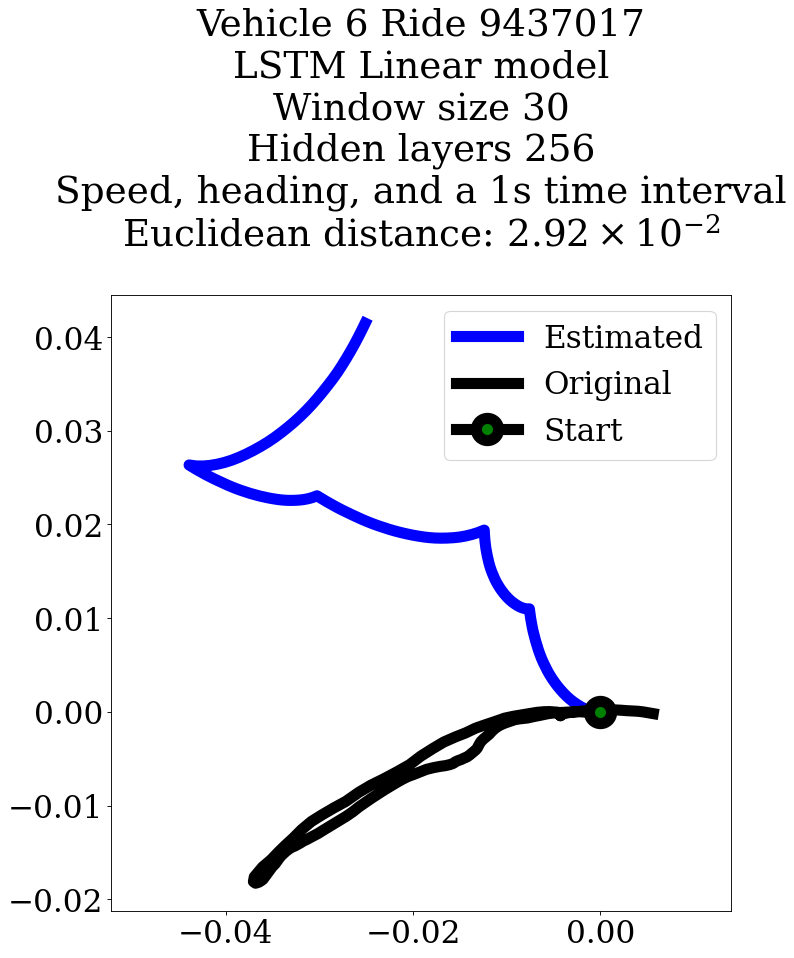 Vehicle 6 Ride 9437017
LSTM Linear model
Window size 30
Hidden layers 256
Speed, heading, and a 1s time interval
Euclidean distance: 2.92 × 10⁻²
Estimated
Original
Start
0.04
0.03
0.02
0.01
0.00
−0.01
−0.02
−0.04 −0.02 0.00